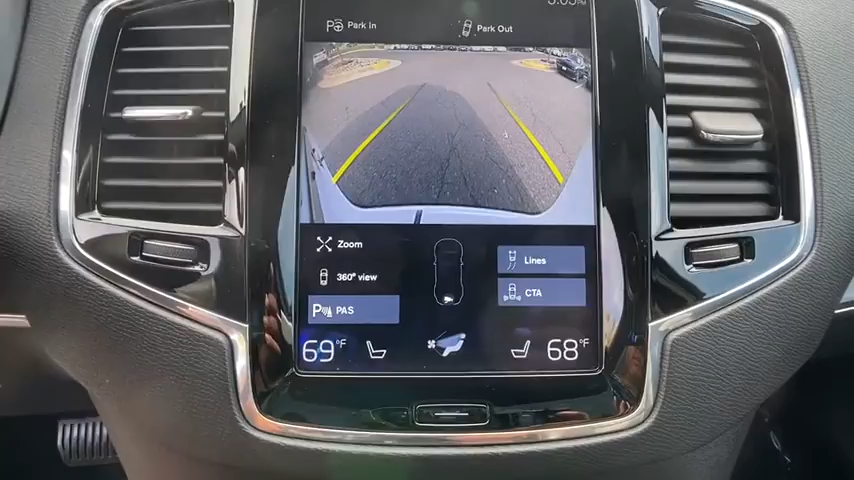 Park In
Park Out
Zoom
Lines
360° view
CTA
PAS
69°F
68°F